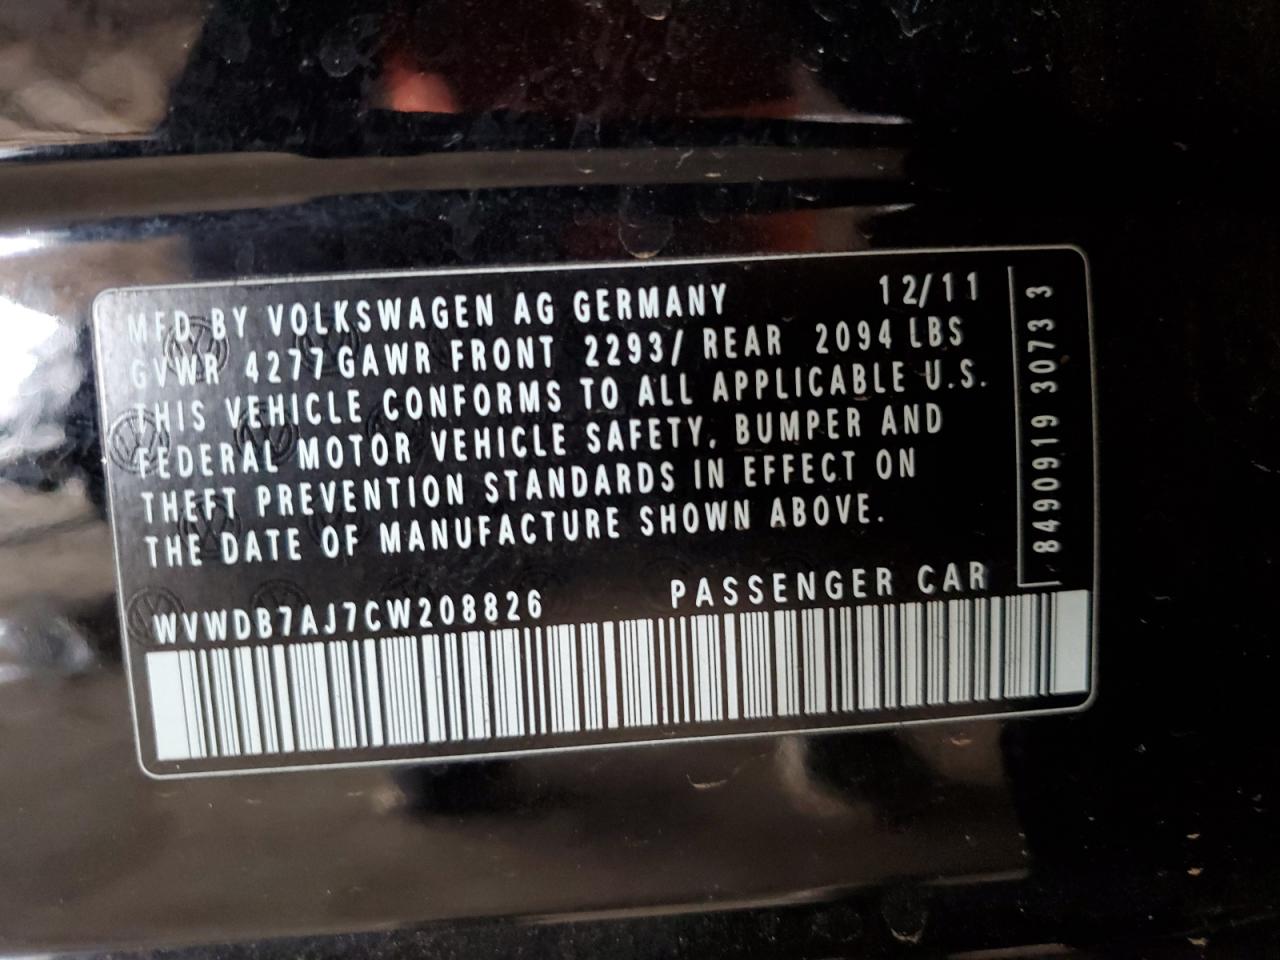 MFD BY VOLKSWAGEN AG GERMANY 12/11
GVWR 4277 GAWR FRONT 2293/ REAR 2094 LBS
THIS VEHICLE CONFORMS TO ALL APPLICABLE U.S.
FEDERAL MOTOR VEHICLE SAFETY, BUMPER AND
THEFT PREVENTION STANDARDS IN EFFECT ON
THE DATE OF MANUFACTURE SHOWN ABOVE.
WVWDB7AJ7CW208826 PASSENGER CAR
8490919 3073 3